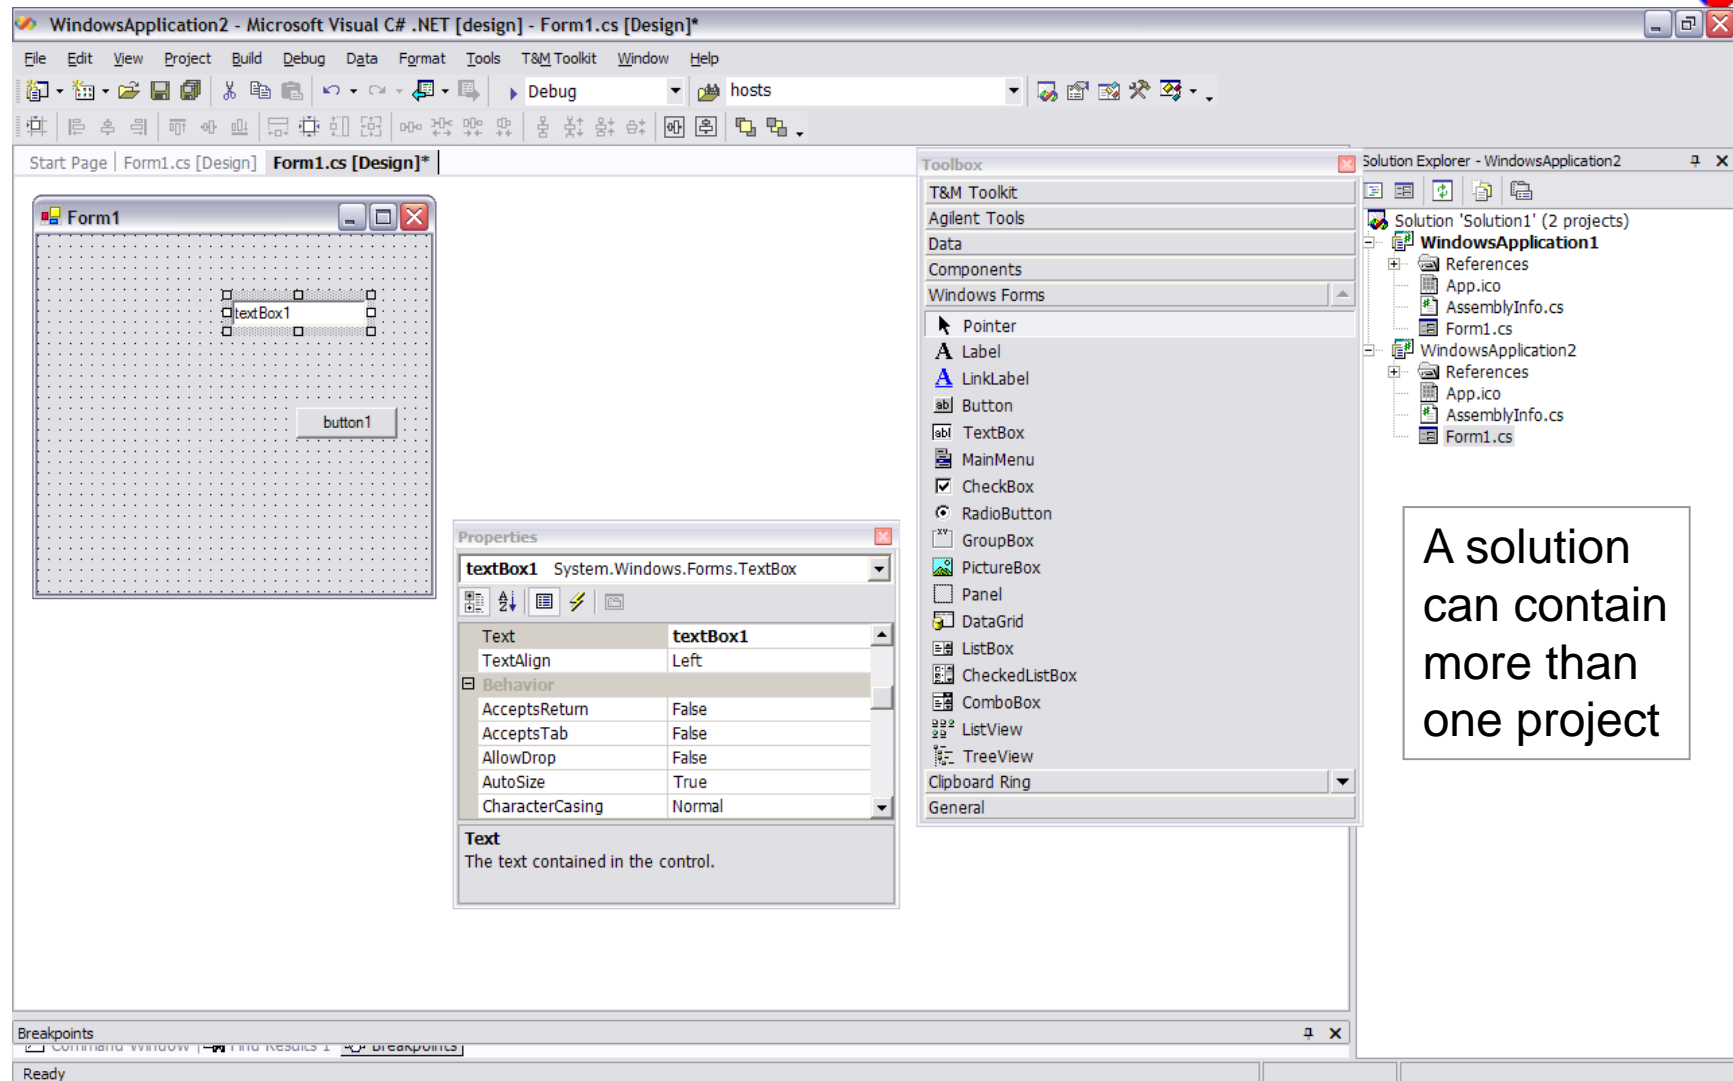 WindowsApplication2 - Microsoft Visual C# .NET [design] - Form1.cs [Design]*
File Edit View Project Build Debug Data Format Tools T&M Toolkit Window Help
Debug hosts
Start Page Form1.cs [Design] Form1.cs [Design]*
Form1
textBox1
button1
Properties
textBox1 System.Windows.Forms.TextBox
Text textBox1
TextAlign Left
Behavior
AcceptsReturn False
AcceptsTab False
AllowDrop False
AutoSize True
CharacterCasing Normal
Text
The text contained in the control.
Toolbox
T&M Toolkit
Agilent Tools
Data
Components
Windows Forms
Pointer
Label
LinkLabel
Button
TextBox
MainMenu
CheckBox
RadioButton
GroupBox
PictureBox
Panel
DataGrid
ListBox
CheckedListBox
ComboBox
ListView
TreeView
Clipboard Ring
General
Solution Explorer - WindowsApplication2
Solution 'Solution1' (2 projects)
WindowsApplication1
References
App.ico
AssemblyInfo.cs
Form1.cs
WindowsApplication2
References
App.ico
AssemblyInfo.cs
Form1.cs
A solution
can contain
more than
one project
Breakpoints
Command Window Find Results 1 Breakpoints
Ready